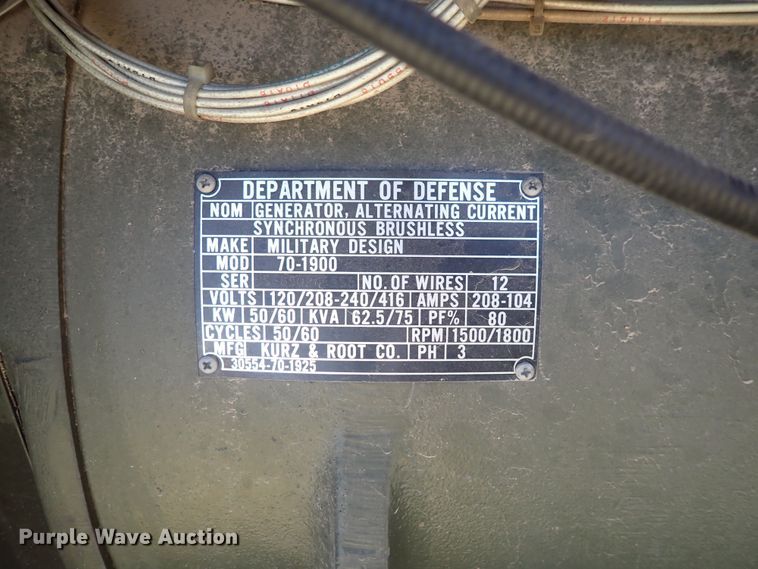 DEPARTMENT OF DEFENSE
NOM GENERATOR, ALTERNATING CURRENT
SYNCHRONOUS BRUSHLESS
MAKE MILITARY DESIGN
MOD 70-1900
SER NO. OF WIRES 12
VOLTS 120/208-240/416 AMPS 208-104
KW 50/60 KVA 62.5/75 PF% 80
CYCLES 50/60 RPM 1500/1800
MFG KURZ & ROOT CO. PH 3
30554-70-1925
Purple Wave Auction